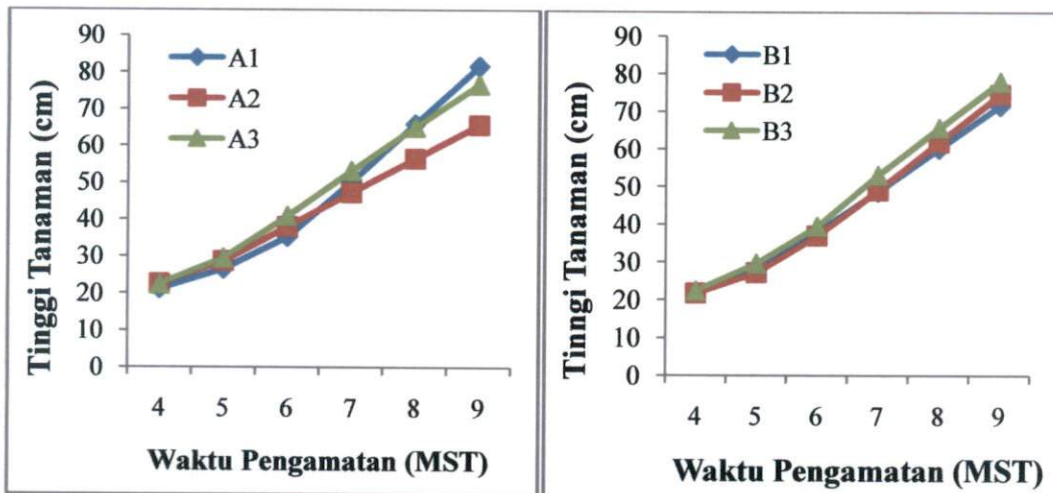 Tinggi Tanaman (cm)
90
80
70
60
50
40
30
20
10
0
A1
A2
A3
4 5 6 7 8 9
Waktu Pengamatan (MST)
Tinngi Tanaman (cm)
90
80
70
60
50
40
30
20
10
0
B1
B2
B3
4 5 6 7 8 9
Waktu Pengamatan (MST)